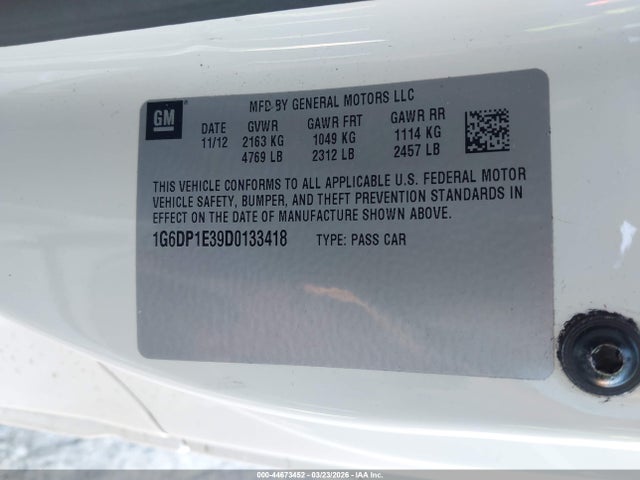 MFD BY GENERAL MOTORS LLC
GM
DATE GVWR GAWR FRT GAWR RR
11/12 2163 KG 1049 KG 1114 KG
4769 LB 2312 LB 2457 LB
THIS VEHICLE CONFORMS TO ALL APPLICABLE U.S. FEDERAL MOTOR
VEHICLE SAFETY, BUMPER, AND THEFT PREVENTION STANDARDS IN
EFFECT ON THE DATE OF MANUFACTURE SHOWN ABOVE.
1G6DP1E39D0133418 TYPE: PASS CAR
000-44673452 - 03/23/2026 - IAAI.COM